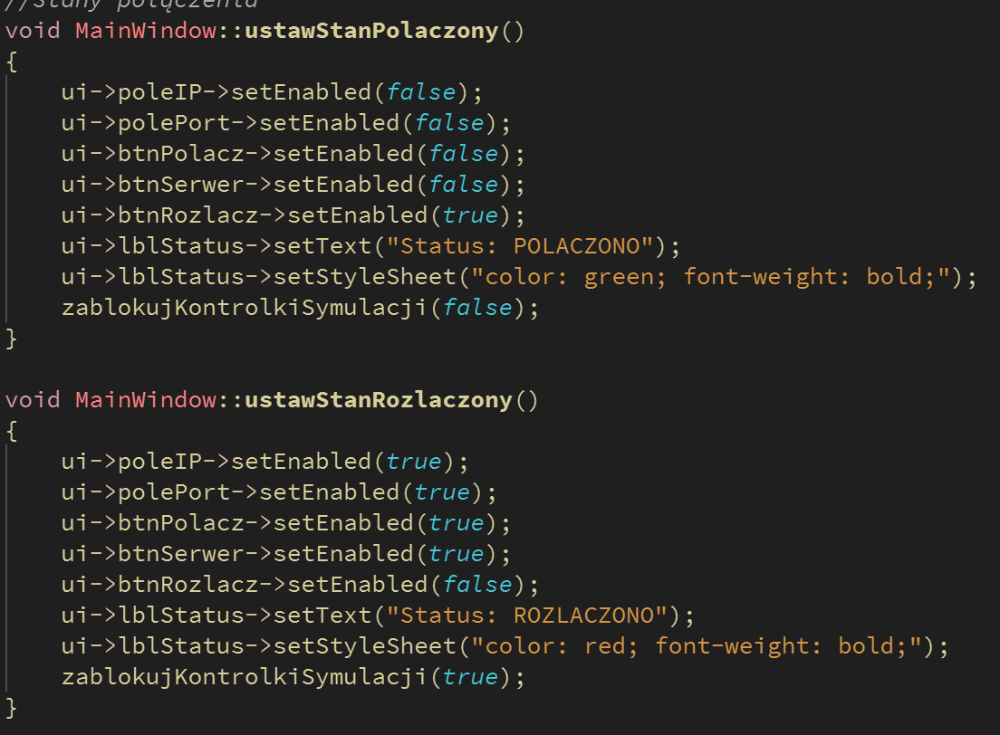 //Stany połączenia
void MainWindow::ustawStanPolaczony()
{
    ui->poleIP->setEnabled(false);
    ui->polePort->setEnabled(false);
    ui->btnPolacz->setEnabled(false);
    ui->btnSerwer->setEnabled(false);
    ui->btnRozlacz->setEnabled(true);
    ui->lblStatus->setText("Status: POLACZONO");
    ui->lblStatus->setStyleSheet("color: green; font-weight: bold;");
    zablokujKontrolkiSymulacji(false);
}

void MainWindow::ustawStanRozlaczony()
{
    ui->poleIP->setEnabled(true);
    ui->polePort->setEnabled(true);
    ui->btnPolacz->setEnabled(true);
    ui->btnSerwer->setEnabled(true);
    ui->btnRozlacz->setEnabled(false);
    ui->lblStatus->setText("Status: ROZLACZONO");
    ui->lblStatus->setStyleSheet("color: red; font-weight: bold;");
    zablokujKontrolkiSymulacji(true);
}